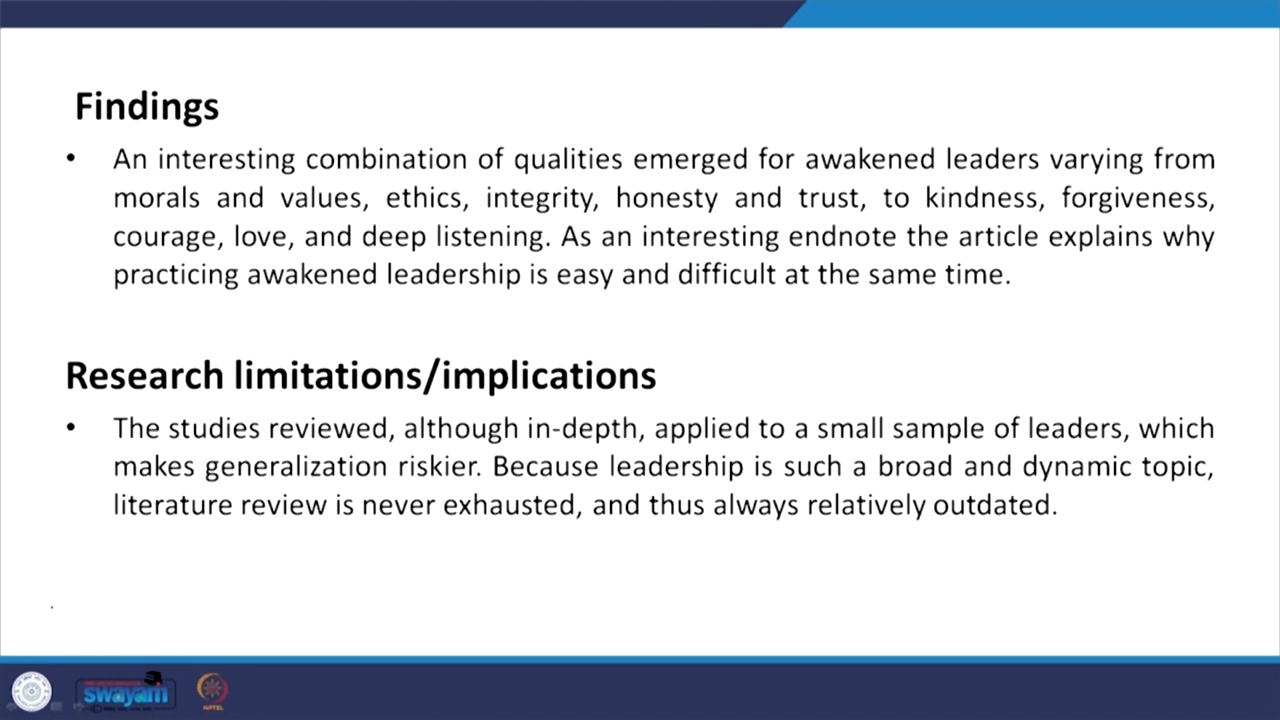 Findings
• An interesting combination of qualities emerged for awakened leaders varying from
morals and values, ethics, integrity, honesty and trust, to kindness, forgiveness,
courage, love, and deep listening. As an interesting endnote the article explains why
practicing awakened leadership is easy and difficult at the same time.
Research limitations/implications
• The studies reviewed, although in-depth, applied to a small sample of leaders, which
makes generalization riskier. Because leadership is such a broad and dynamic topic,
literature review is never exhausted, and thus always relatively outdated.
swayam
NPTEL